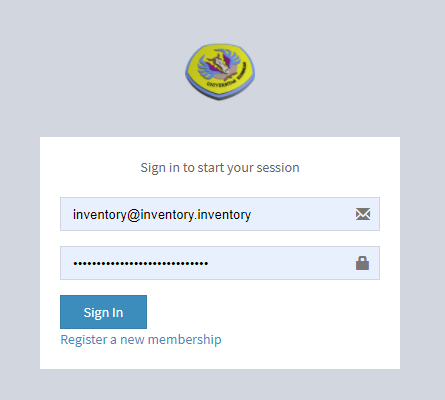 Sign in to start your session
inventory@inventory.inventory
•••••••••••••••••••••••••••••
Sign In
Register a new membership